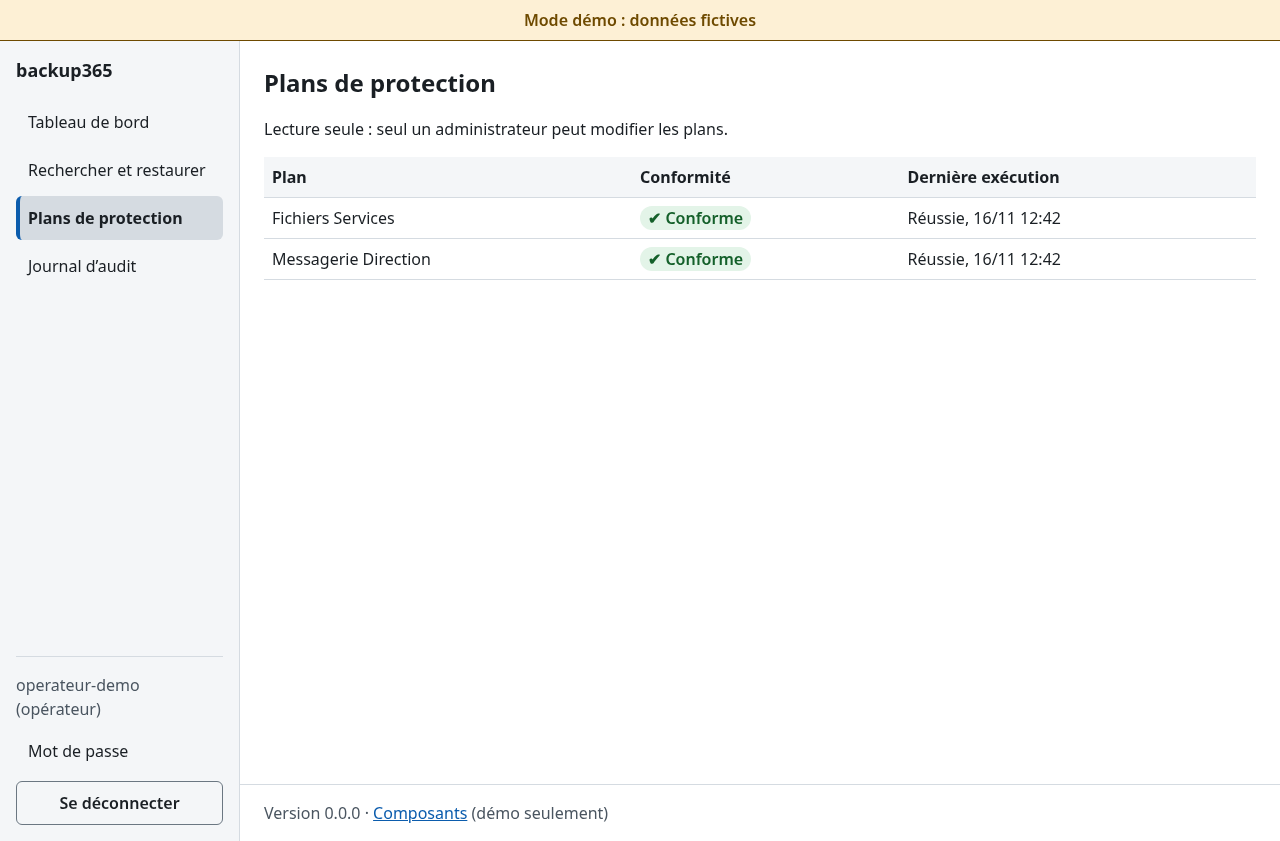 Mode démo : données fictives
backup365
Tableau de bord
Rechercher et restaurer
Plans de protection
Journal d’audit
operateur-demo
(opérateur)
Mot de passe
Se déconnecter
Plans de protection
Lecture seule : seul un administrateur peut modifier les plans.
Plan Conformité Dernière exécution
Fichiers Services ✔ Conforme Réussie, 16/11 12:42
Messagerie Direction ✔ Conforme Réussie, 16/11 12:42
Version 0.0.0 · Composants (démo seulement)